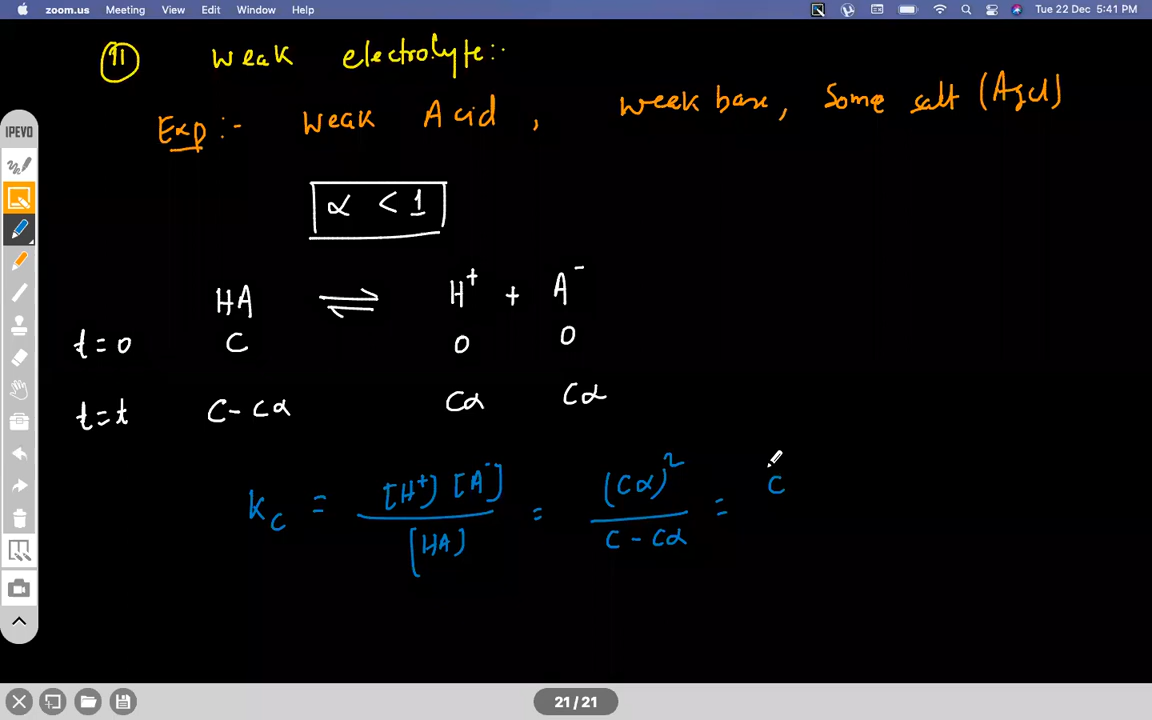 zoom.us Meeting View Window Edit Help Tue 22 Dec 5:41 PM
11 weak electrolyte:-
IPEVO Exp :- weak Acid , weak base, Some salt (AgCl)
α < 1
HA ⇌ H⁺ + A⁻
t=0 C 0 0
t=t C - Cα Cα Cα
K_C = [H⁺) [A⁻] / [HA) = (Cα)² / C - Cα = C
21 / 21